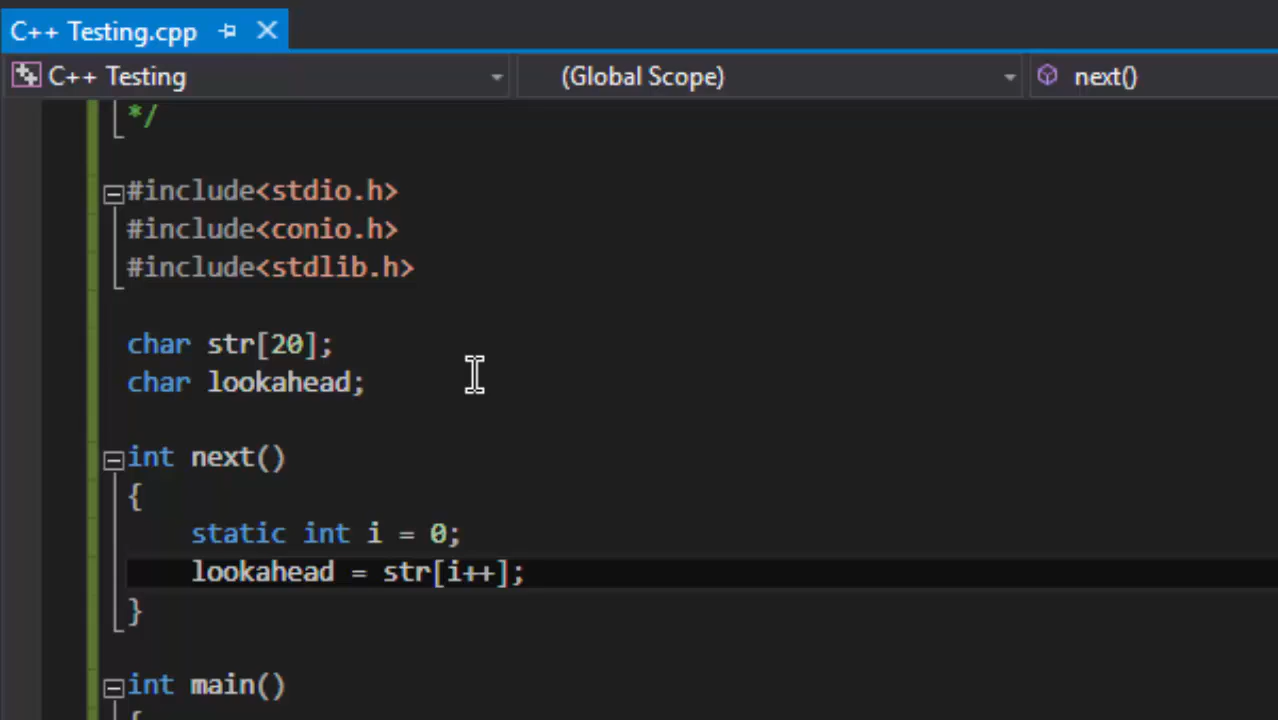 C++ Testing.cpp
C++ Testing (Global Scope) next()
*/
#include<stdio.h>
#include<conio.h>
#include<stdlib.h>
char str[20];
char lookahead;
int next()
{
static int i = 0;
lookahead = str[i++];
}
int main()
{